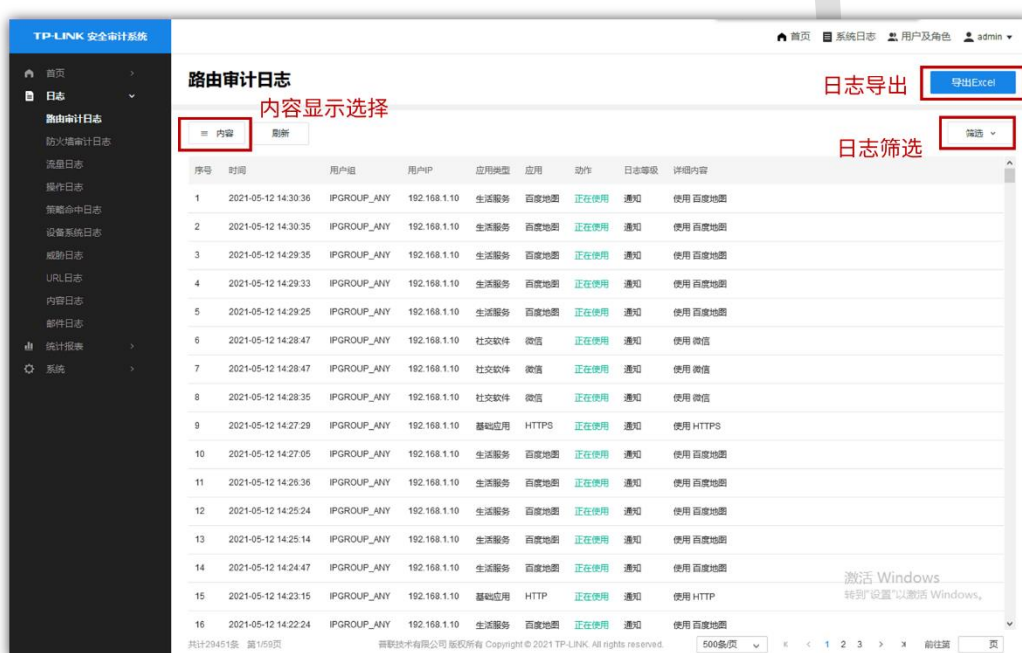 TP-LINK 安全审计系统
首页 系统日志 用户及角色 admin
首页
日志
路由审计日志
防火墙审计日志
流量日志
操作日志
策略命中日志
设备系统日志
威胁日志
URL日志
内容日志
邮件日志
统计报表
系统
路由审计日志
日志导出 导出Excel
内容显示选择
内容 刷新
日志筛选 筛选
序号 时间 用户组 用户IP 应用类型 应用 动作 日志等级 详细内容
1 2021-05-12 14:30:36 IPGROUP_ANY 192.168.1.10 生活服务 百度地图 正在使用 通知 使用 百度地图
2 2021-05-12 14:30:35 IPGROUP_ANY 192.168.1.10 生活服务 百度地图 正在使用 通知 使用 百度地图
3 2021-05-12 14:29:35 IPGROUP_ANY 192.168.1.10 生活服务 百度地图 正在使用 通知 使用 百度地图
4 2021-05-12 14:29:33 IPGROUP_ANY 192.168.1.10 生活服务 百度地图 正在使用 通知 使用 百度地图
5 2021-05-12 14:29:25 IPGROUP_ANY 192.168.1.10 生活服务 百度地图 正在使用 通知 使用 百度地图
6 2021-05-12 14:28:47 IPGROUP_ANY 192.168.1.10 社交软件 微信 正在使用 通知 使用 微信
7 2021-05-12 14:28:47 IPGROUP_ANY 192.168.1.10 社交软件 微信 正在使用 通知 使用 微信
8 2021-05-12 14:28:35 IPGROUP_ANY 192.168.1.10 社交软件 微信 正在使用 通知 使用 微信
9 2021-05-12 14:27:29 IPGROUP_ANY 192.168.1.10 基础应用 HTTPS 正在使用 通知 使用 HTTPS
10 2021-05-12 14:27:05 IPGROUP_ANY 192.168.1.10 生活服务 百度地图 正在使用 通知 使用 百度地图
11 2021-05-12 14:26:36 IPGROUP_ANY 192.168.1.10 生活服务 百度地图 正在使用 通知 使用 百度地图
12 2021-05-12 14:25:24 IPGROUP_ANY 192.168.1.10 生活服务 百度地图 正在使用 通知 使用 百度地图
13 2021-05-12 14:25:14 IPGROUP_ANY 192.168.1.10 生活服务 百度地图 正在使用 通知 使用 百度地图
14 2021-05-12 14:24:47 IPGROUP_ANY 192.168.1.10 生活服务 百度地图 正在使用 通知 使用 百度地图
15 2021-05-12 14:23:15 IPGROUP_ANY 192.168.1.10 基础应用 HTTP 正在使用 通知 使用 HTTP
16 2021-05-12 14:22:24 IPGROUP_ANY 192.168.1.10 生活服务 百度地图 正在使用 通知 使用 百度地图
激活 Windows
转到"设置"以激活 Windows。
共计29451条 第1/59页 普联技术有限公司 版权所有 Copyright © 2021 TP-LINK. All rights reserved. 500条/页 1 2 3 前往第 页